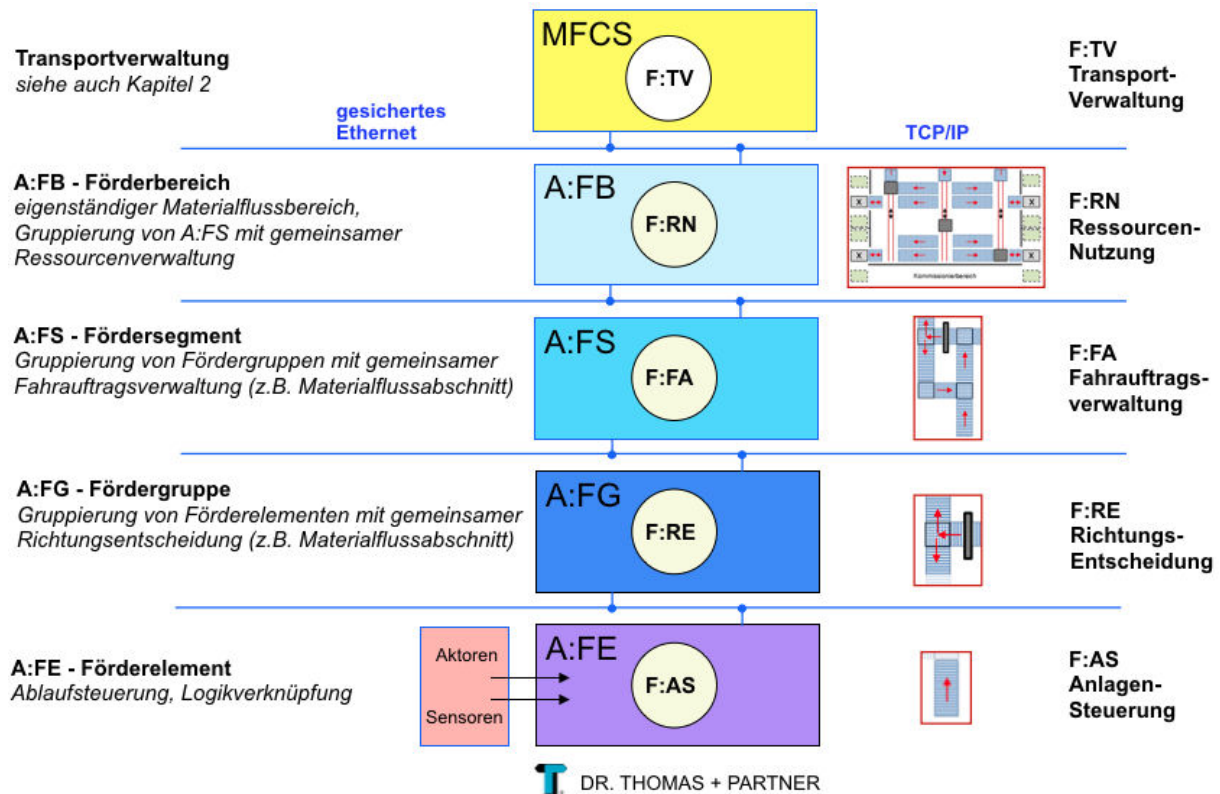 MFCS
F:TV
Transportverwaltung
siehe auch Kapitel 2
F:TV
Transport-
Verwaltung
gesichertes
Ethernet
TCP/IP
A:FB - Förderbereich
eigenständiger Materialflussbereich,
Gruppierung von A:FS mit gemeinsamer
Ressourcenverwaltung
A:FB
F:RN
X
X
X
X
Kommissionierbereich
F:RN
Ressourcen-
Nutzung
A:FS - Fördersegment
Gruppierung von Fördergruppen mit gemeinsamer
Fahrauftragsverwaltung (z.B. Materialflussabschnitt)
A:FS
F:FA
F:FA
Fahrauftrags-
verwaltung
A:FG - Fördergruppe
Gruppierung von Förderelementen mit gemeinsamer
Richtungsentscheidung (z.B. Materialflussabschnitt)
A:FG
F:RE
F:RE
Richtungs-
Entscheidung
A:FE - Förderelement
Ablaufsteuerung, Logikverknüpfung
Aktoren
Sensoren
A:FE
F:AS
F:AS
Anlagen-
Steuerung
DR. THOMAS + PARTNER